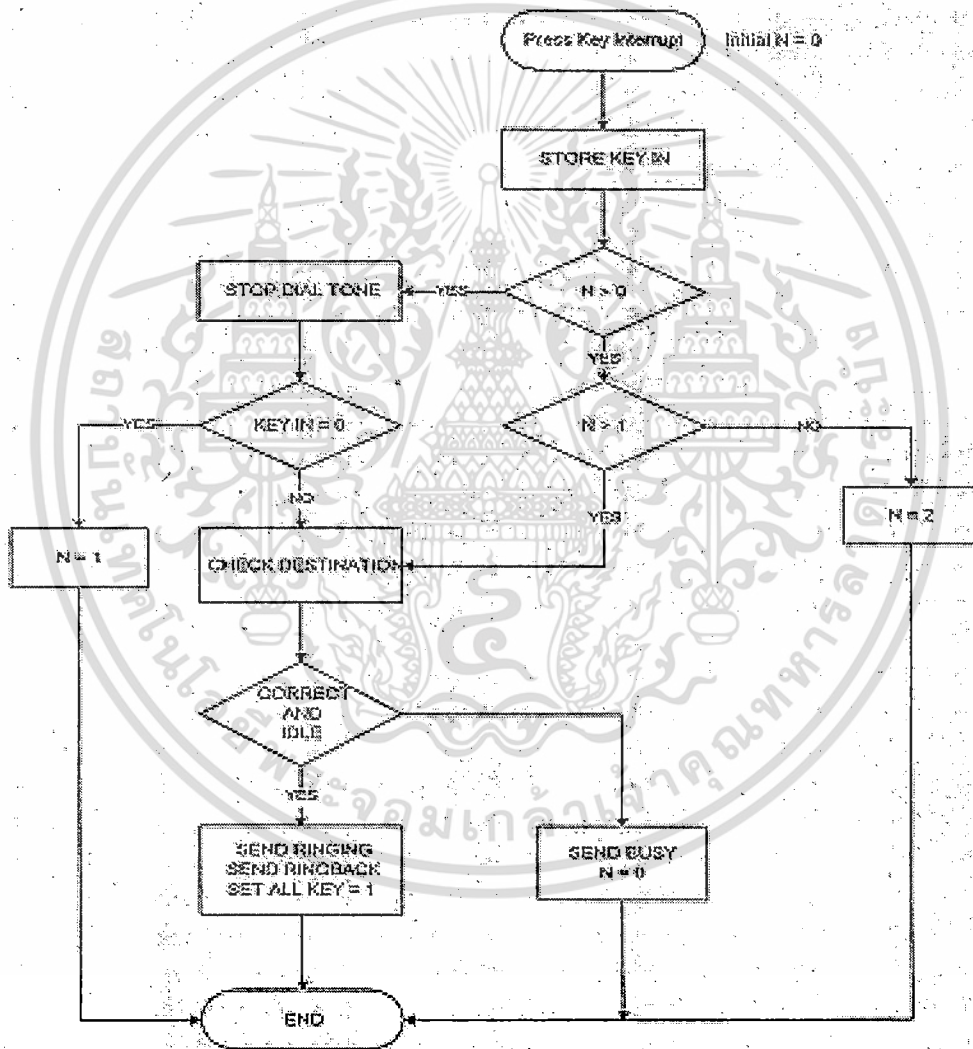 Press Key Interrupt
Initial N = 0
STORE KEY IN
N > 0
YES
STOP DIAL TONE
YES
KEY IN = 0
YES
NO
N > 1
NO
YES
N = 1
CHECK DESTINATION
N = 2
CORRECT
AND
IDLE
YES
SEND RINGING
SEND RINGBACK
SET ALL KEY = 1
SEND BUSY
N = 0
END